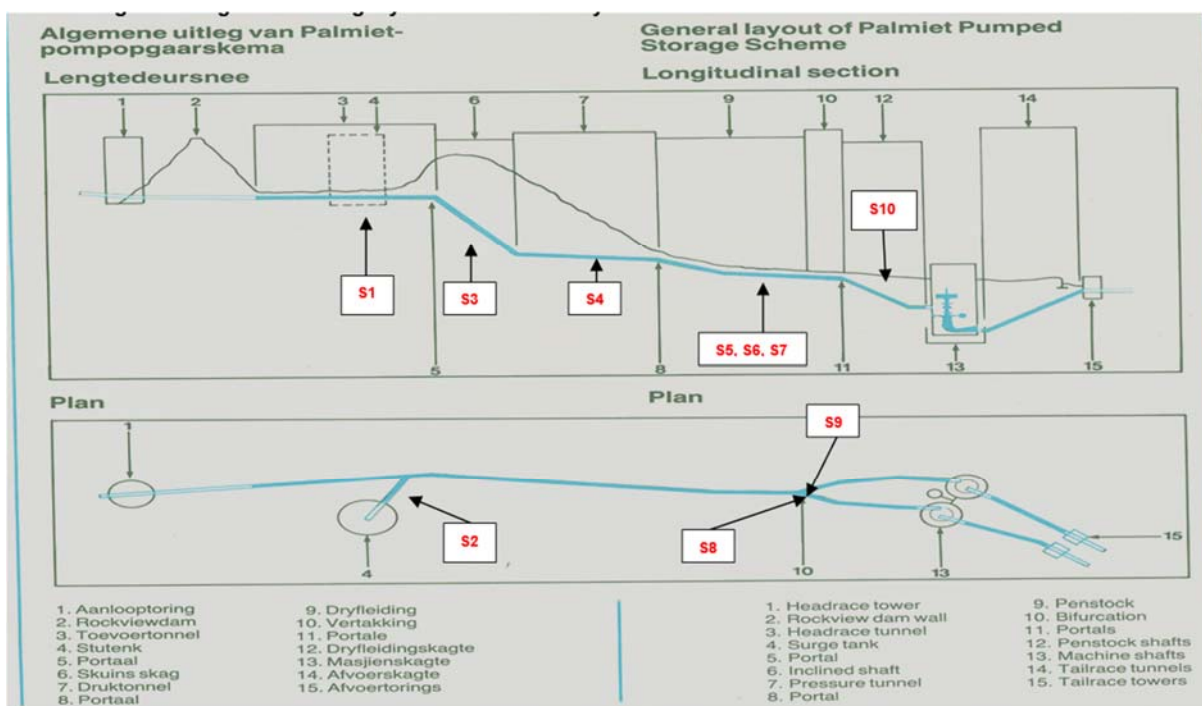 Algemene uitleg van Palmiet-
pompopgaarskema
General layout of Palmiet Pumped
Storage Scheme
Lengtedeursnee
Longitudinal section
1
2
3
4
6
7
9
10
12
14
S10
S1
S3
S4
S5, S6, S7
5
8
11
13
15
Plan
Plan
1
S9
S2
S8
15
4
10
13
1. Aanlooptoring
2. Rockviewdam
3. Toevoertonnel
4. Stutenk
5. Portaal
6. Skuins skag
7. Druktonnel
8. Portaal
9. Dryfleiding
10. Vertakking
11. Portale
12. Dryfleidingskagte
13. Masjienskagte
14. Afvoerskagte
15. Afvoertorings
1. Headrace tower
2. Rockview dam wall
3. Headrace tunnel
4. Surge tank
5. Portal
6. Inclined shaft
7. Pressure tunnel
8. Portal
9. Penstock
10. Bifurcation
11. Portals
12. Penstock shafts
13. Machine shafts
14. Tailrace tunnels
15. Tailrace towers